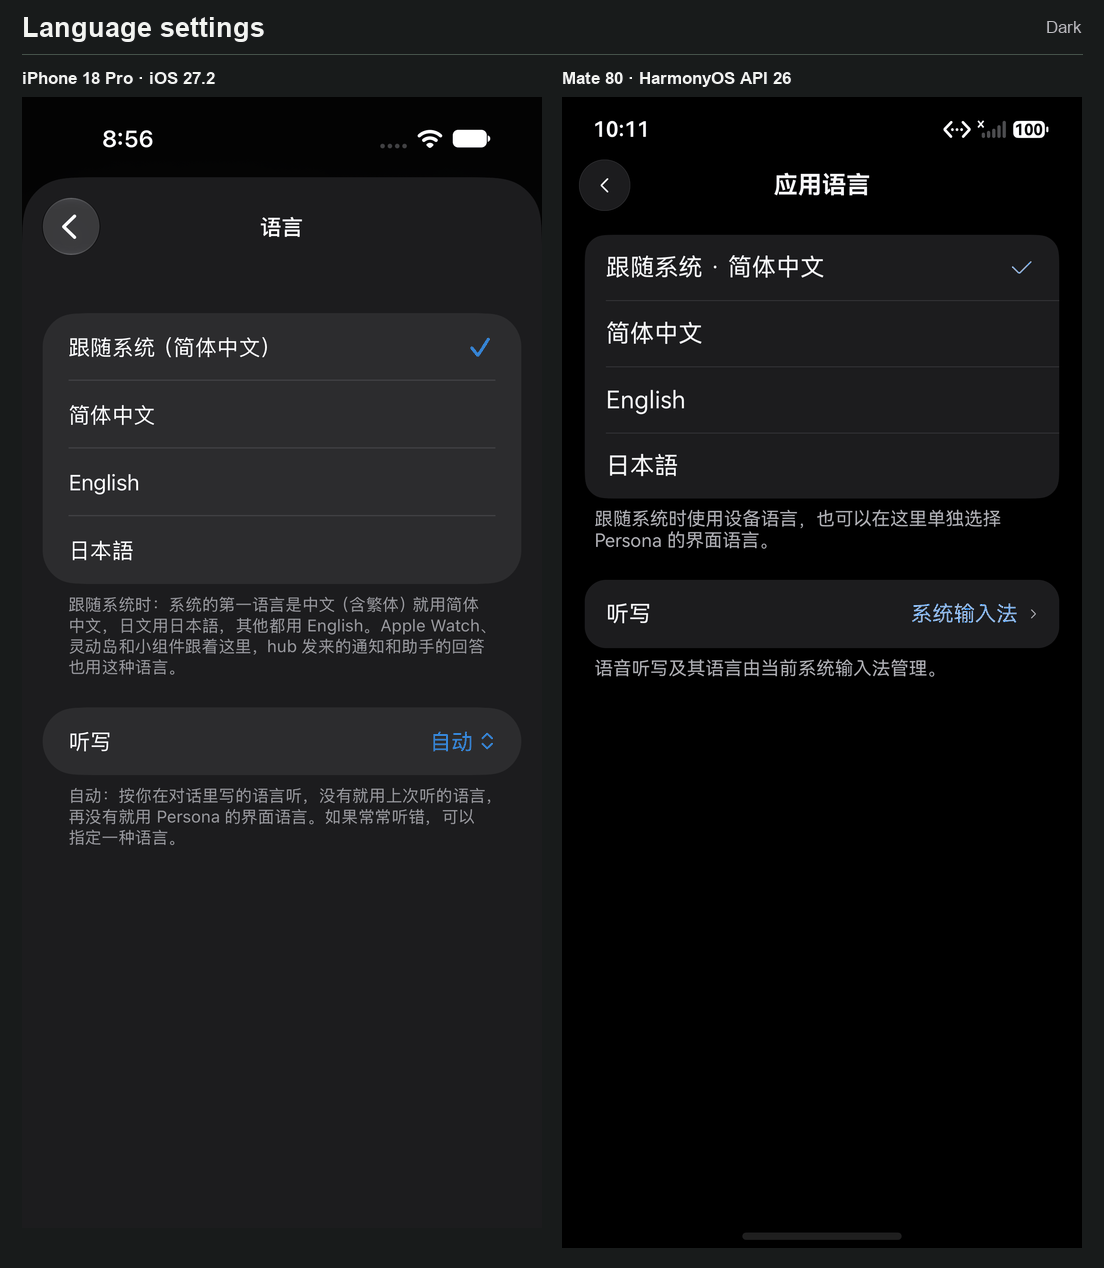 Language settings
Dark
iPhone 18 Pro · iOS 27.2
8:56
语言
跟随系统（简体中文）
简体中文
English
日本語
跟随系统时：系统的第一语言是中文（含繁体）就用简体
中文，日文用日本語，其他都用 English。Apple Watch、
灵动岛和小组件跟着这里，hub 发来的通知和助手的回答
也用这种语言。
听写
自动
自动：按你在对话里写的语言听，没有就用上次听的语言，
再没有就用 Persona 的界面语言。如果常常听错，可以
指定一种语言。
Mate 80 · HarmonyOS API 26
10:11
100
应用语言
跟随系统 · 简体中文
简体中文
English
日本語
跟随系统时使用设备语言，也可以在这里单独选择
Persona 的界面语言。
听写
系统输入法
语音听写及其语言由当前系统输入法管理。